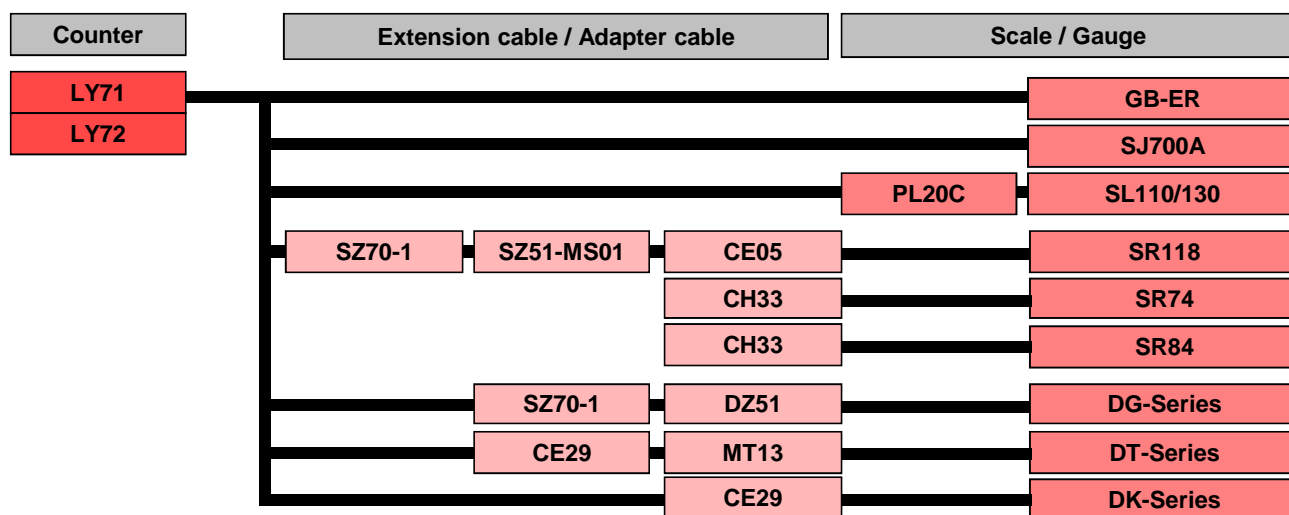 Counter Extension cable / Adapter cable Scale / Gauge
LY71 GB-ER
LY72 SJ700A
PL20C SL110/130
SZ70-1 SZ51-MS01 CE05 SR118
CH33 SR74
CH33 SR84
SZ70-1 DZ51 DG-Series
CE29 MT13 DT-Series
CE29 DK-Series